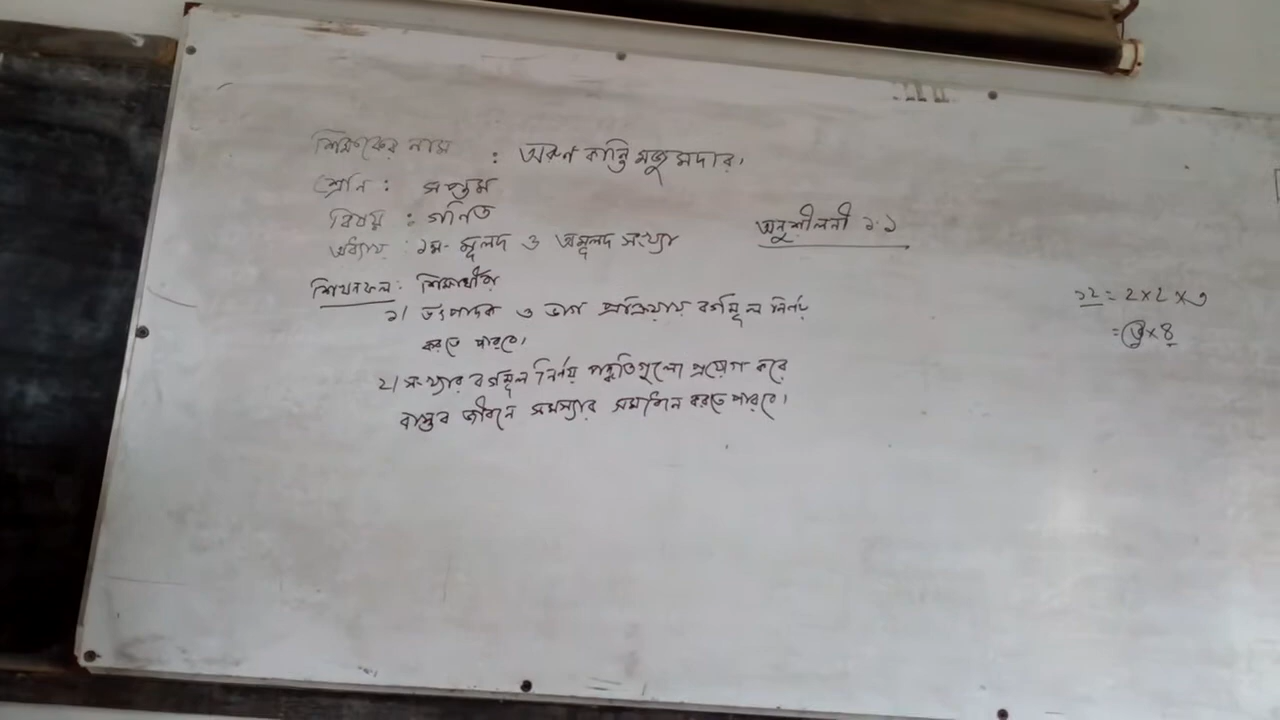 শিক্ষকের নাম : অরুণ কান্তি মজুমদার।
শ্রেনি : সপ্তম
বিষয় : গনিত
অধ্যায় : ১ম- মূলদ ও অমূলদ সংখ্যা
অনুশীলনী ১.১
শিখনফল : শিক্ষার্থীরা
১। উৎপাদক ও ভাগ প্রক্রিয়ায় বর্গমূল নির্ণয়
করতে পারবে।
২। সংখ্যার বর্গমূল নির্ণয় পদ্ধতিগুলো প্রয়োগ করে
বাস্তব জীবনে সমস্যার সমাধান করতে পারবে।
১২ = ২×২×৩
= ৩×৪